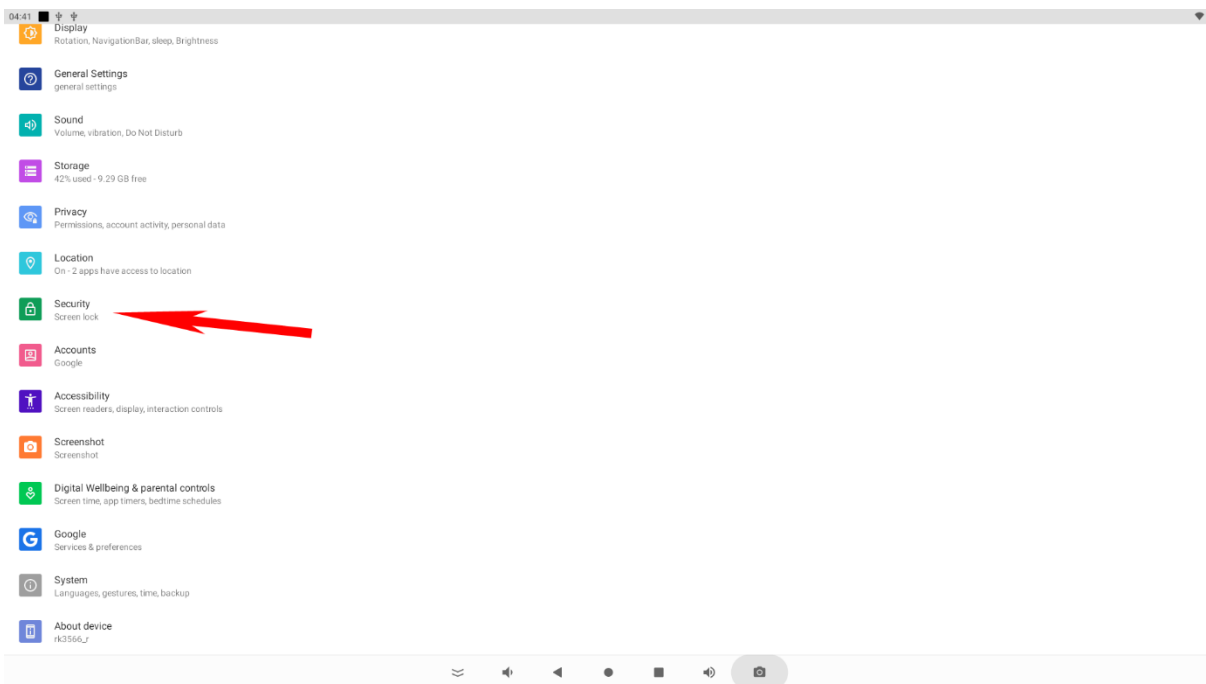 04:41
Display
Rotation, NavigationBar, sleep, Brightness
General Settings
general settings
Sound
Volume, vibration, Do Not Disturb
Storage
42% used - 9.29 GB free
Privacy
Permissions, account activity, personal data
Location
On - 2 apps have access to location
Security
Screen lock
Accounts
Google
Accessibility
Screen readers, display, interaction controls
Screenshot
Screenshot
Digital Wellbeing & parental controls
Screen time, app timers, bedtime schedules
G
Google
Services & preferences
System
Languages, gestures, time, backup
About device
rk3566_r